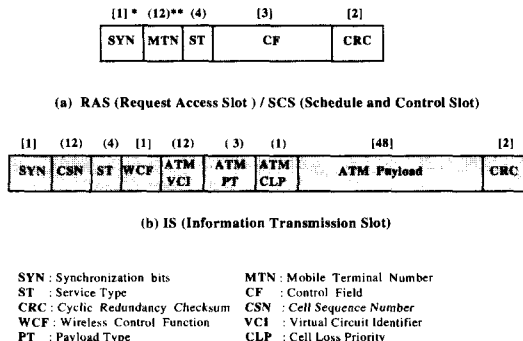 [1] * (12)** (4) [3] [2]
SYN MTN ST CF CRC
(a) RAS (Request Access Slot ) / SCS (Schedule and Control Slot)
[1] (12) (4) [1] (12) ( 3) (1) [48] [2]
SYN CSN ST WCF ATM VCI ATM PT ATM CLP ATM Payload CRC
(b) IS (Information Transmission Slot)
SYN : Synchronization bits MTN : Mobile Terminal Number
ST : Service Type CF : Control Field
CRC : Cyclic Redundancy Checksum CSN : Cell Sequence Number
WCF : Wireless Control Function VCI : Virtual Circuit Identifier
PT : Payload Type CLP : Cell Loss Priority